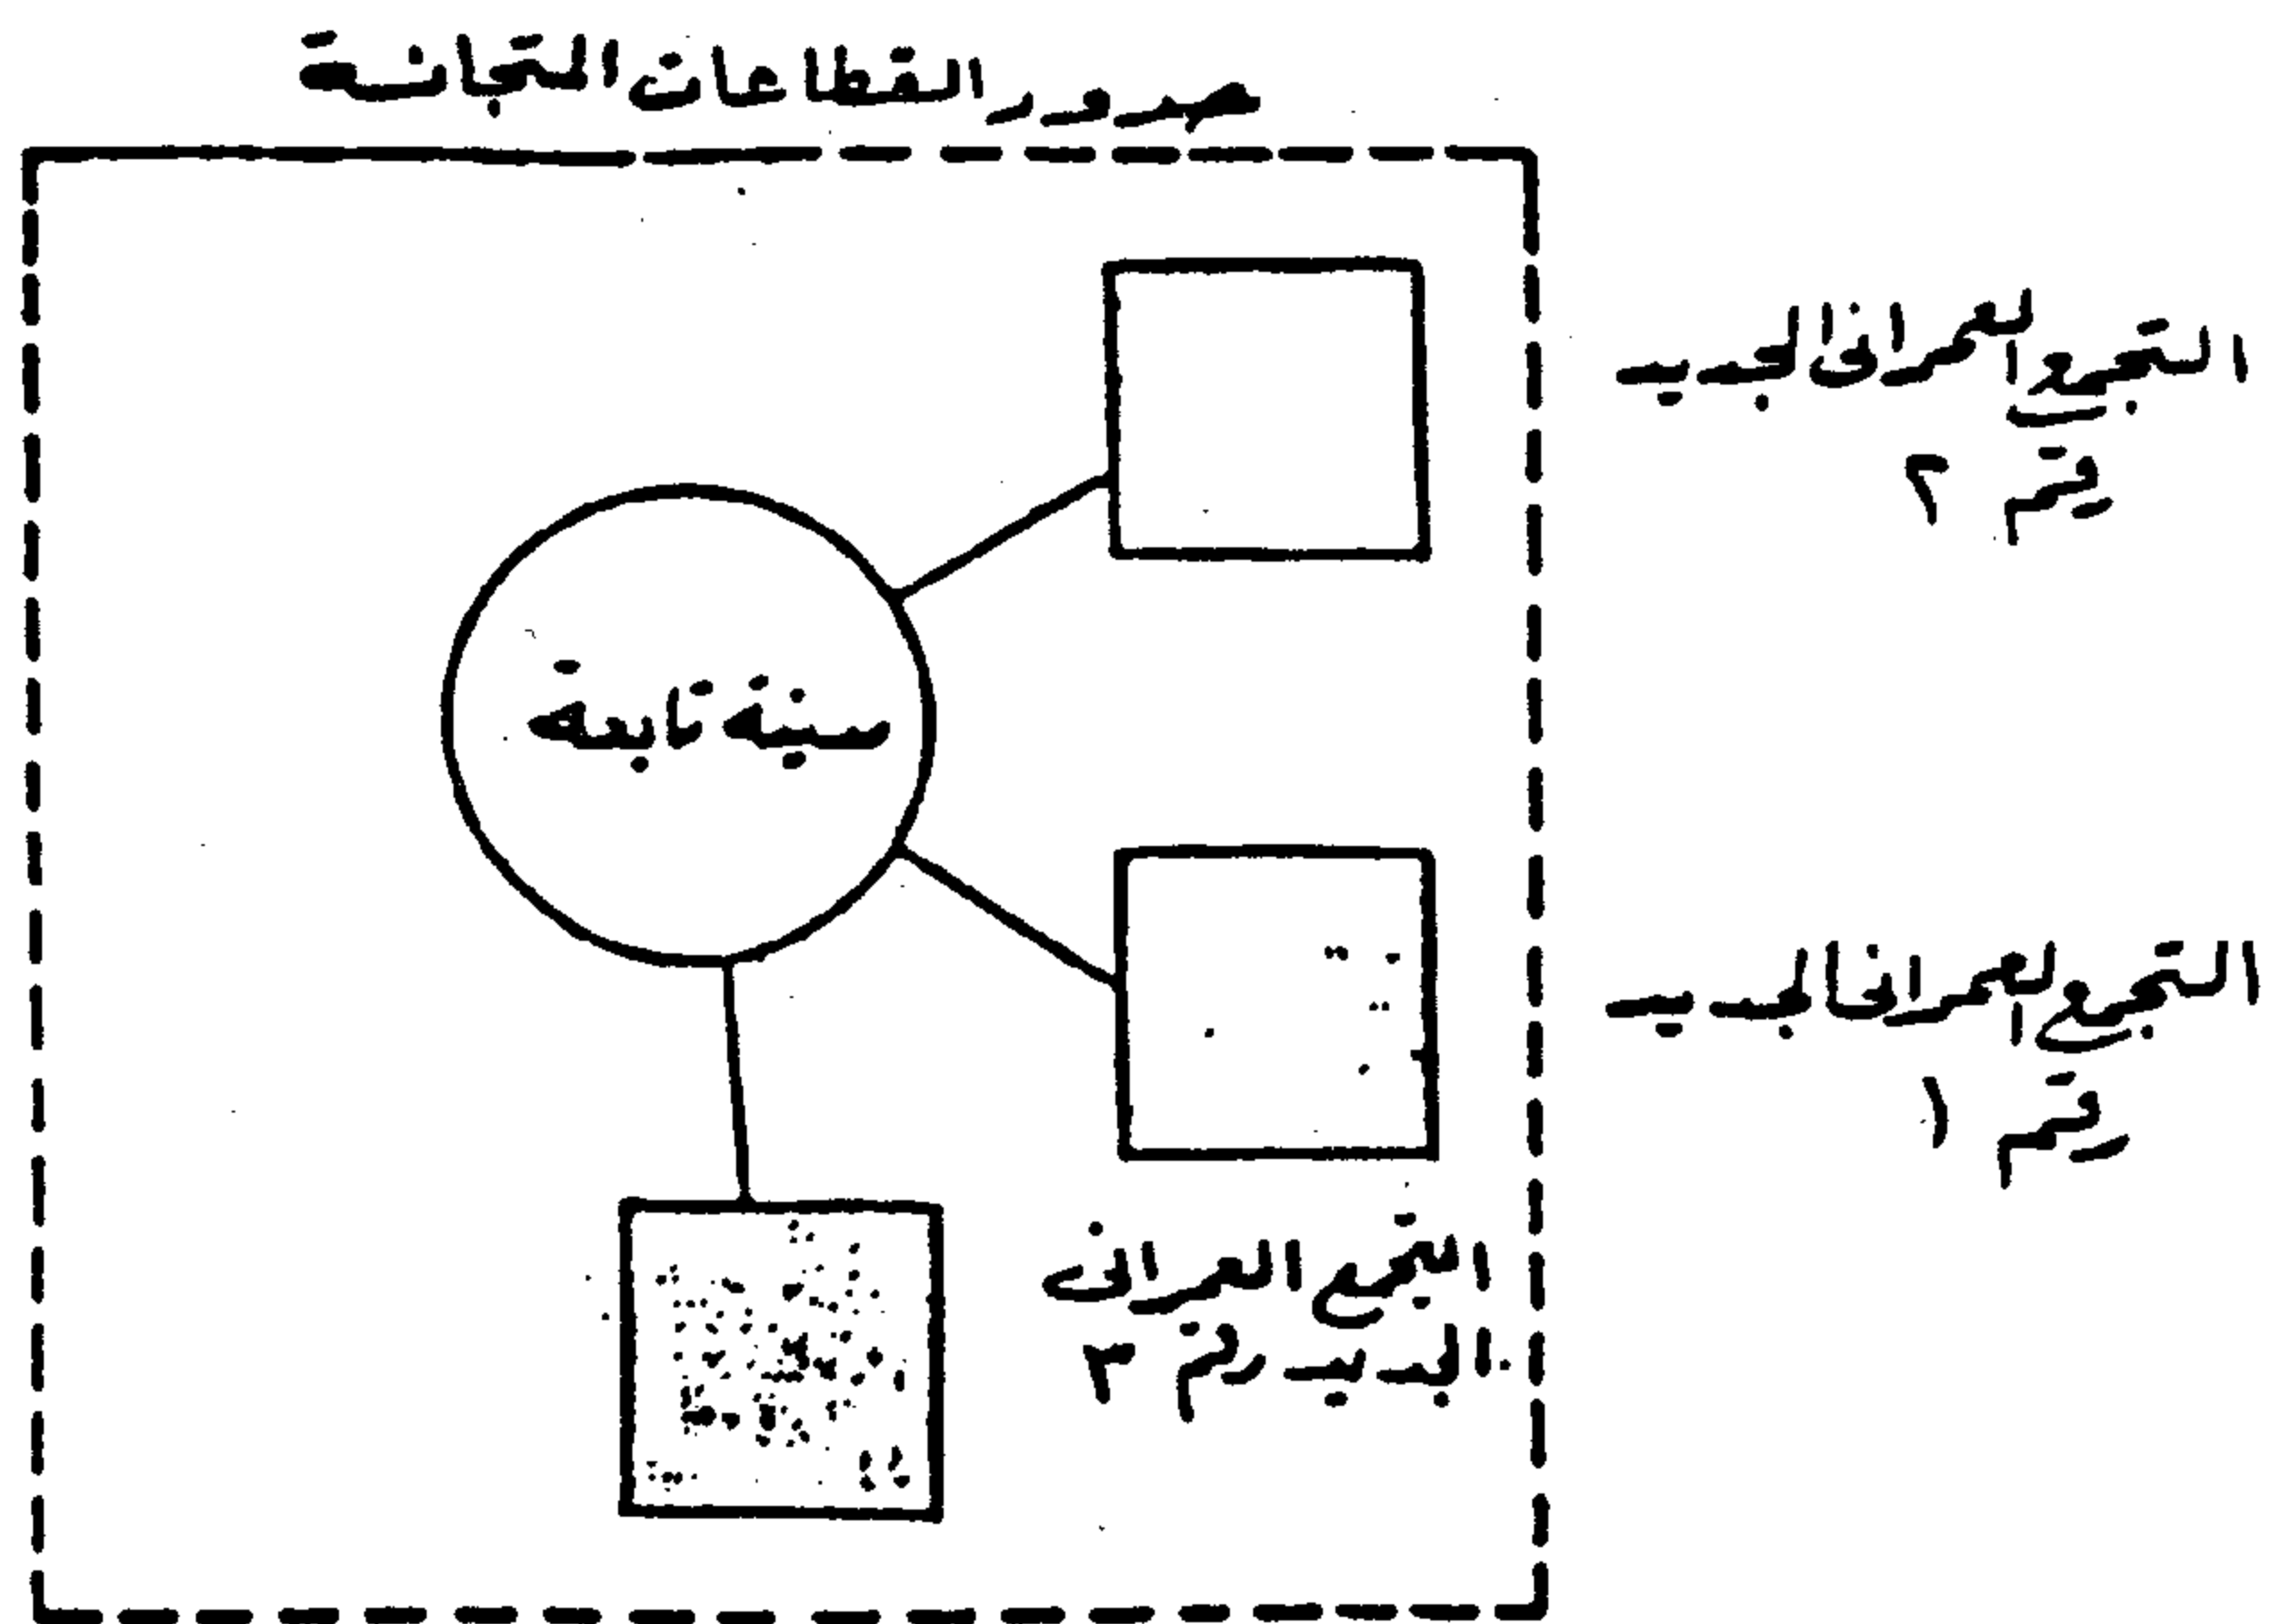 حدود القطاعات المتجانسة
التجمع العمرانى الجديد
رقم ٢
مدينة تابعة
التجمع العمرانى الجديد
رقم ١
التجمع العمرانى
الجديد رقم ٣